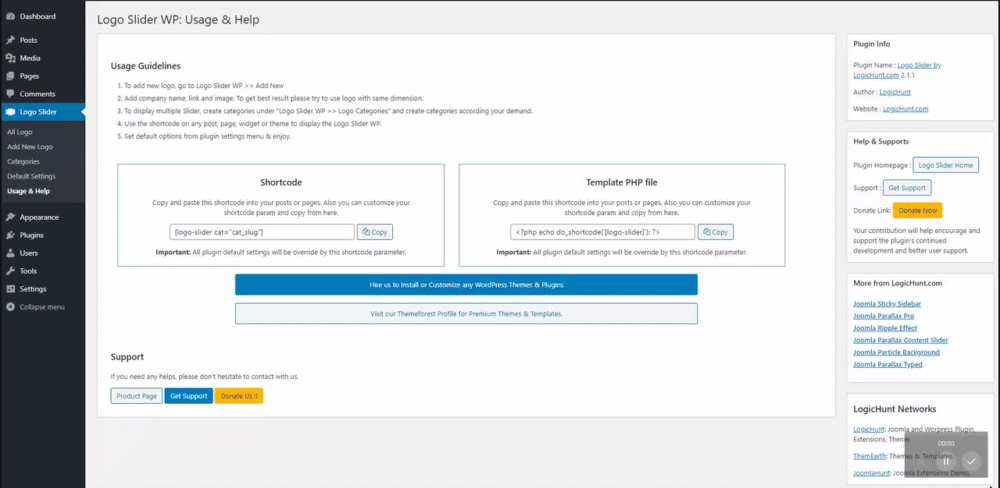 Dashboard
Posts
Media
Pages
Comments
Logo Slider
All Logo
Add New Logo
Categories
Default Settings
Usage & Help
Appearance
Plugins
Users
Tools
Settings
Collapse menu
Logo Slider WP: Usage & Help
Usage Guidelines
1. To add new logo, go to Logo Slider WP >> Add New
2. Add company name, link and image. To get best result please try to use logo with same dimension.
3. To display multiple Slider, create categories under "Logo Slider WP >> Logo Categories" and create categories according your demand.
4. Use the shortcode on any post, page, widget or theme to display the Logo Slider WP.
5. Set default options from plugin settings menu & enjoy.
Shortcode
Copy and paste this shortcode into your posts or pages. Also you can customize your
shortcode param and copy from here.
[logo-slider cat="cat_slug"]
Copy
Important: All plugin default settings will be override by this shortcode parameter.
Template PHP file
Copy and paste this shortcode into your posts or pages. Also you can customize your
shortcode param and copy from here.
<?php echo do_shortcode('[logo-slider]'); ?>
Copy
Important: All plugin default settings will be override by this shortcode parameter.
Hire us to Install or Customize any WordPress Themes & Plugins
Visit our Themeforest Profile for Premium Themes & Templates.
Support
If you need any helps, please don't hesitate to contact with us.
Product Page
Get Support
Donate Us :)
Plugin Info
Plugin Name : Logo Slider by
LogicHunt.com 2.1.1
Author : LogicHunt
Website : LogicHunt.com
Help & Supports
Plugin Homepage : Logo Slider Home
Support : Get Support
Donate Link: Donate Now
Your contribution will help encourage and
support the plugin's continued
development and better user support.
More from LogicHunt.com
Joomla Sticky Sidebar
Joomla Parallax Pro
Joomla Ripple Effect
Joomla Parallax Content Slider
Joomla Particle Background
Joomla Parallax Typed
LogicHunt Networks
LogicHunt: Joomla and Worpress Plugin,
Extensions, Theme
00:00
ThemEarth: Themes & Templates
JoomlaHunt: Joomla Extensions Demo